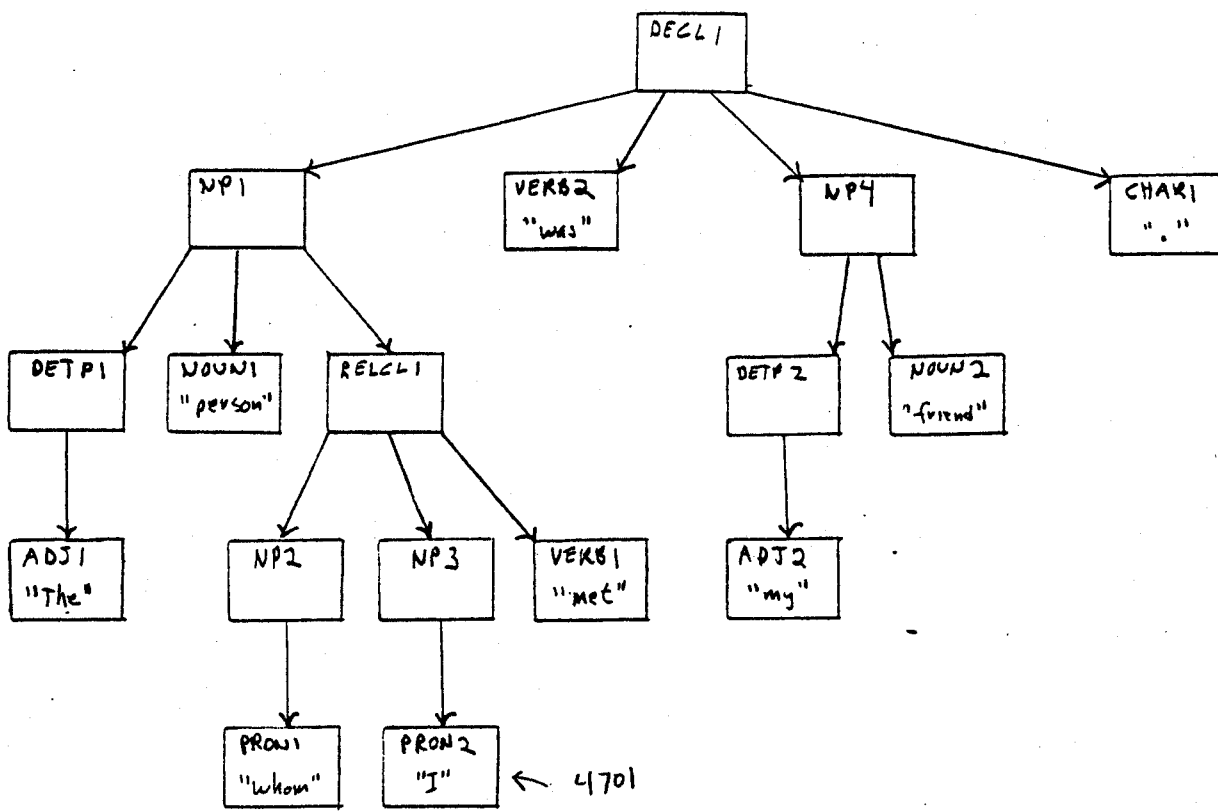 DECL1
NP1
VERB2
"was"
NP4
CHAR1
"."
DETP1
NOUN1
"person"
RELCL1
DETP2
NOUN2
"friend"
ADJ1
"The"
NP2
NP3
VERB1
"met"
ADJ2
"my"
PRON1
"whom"
PRON2
"I"
4701